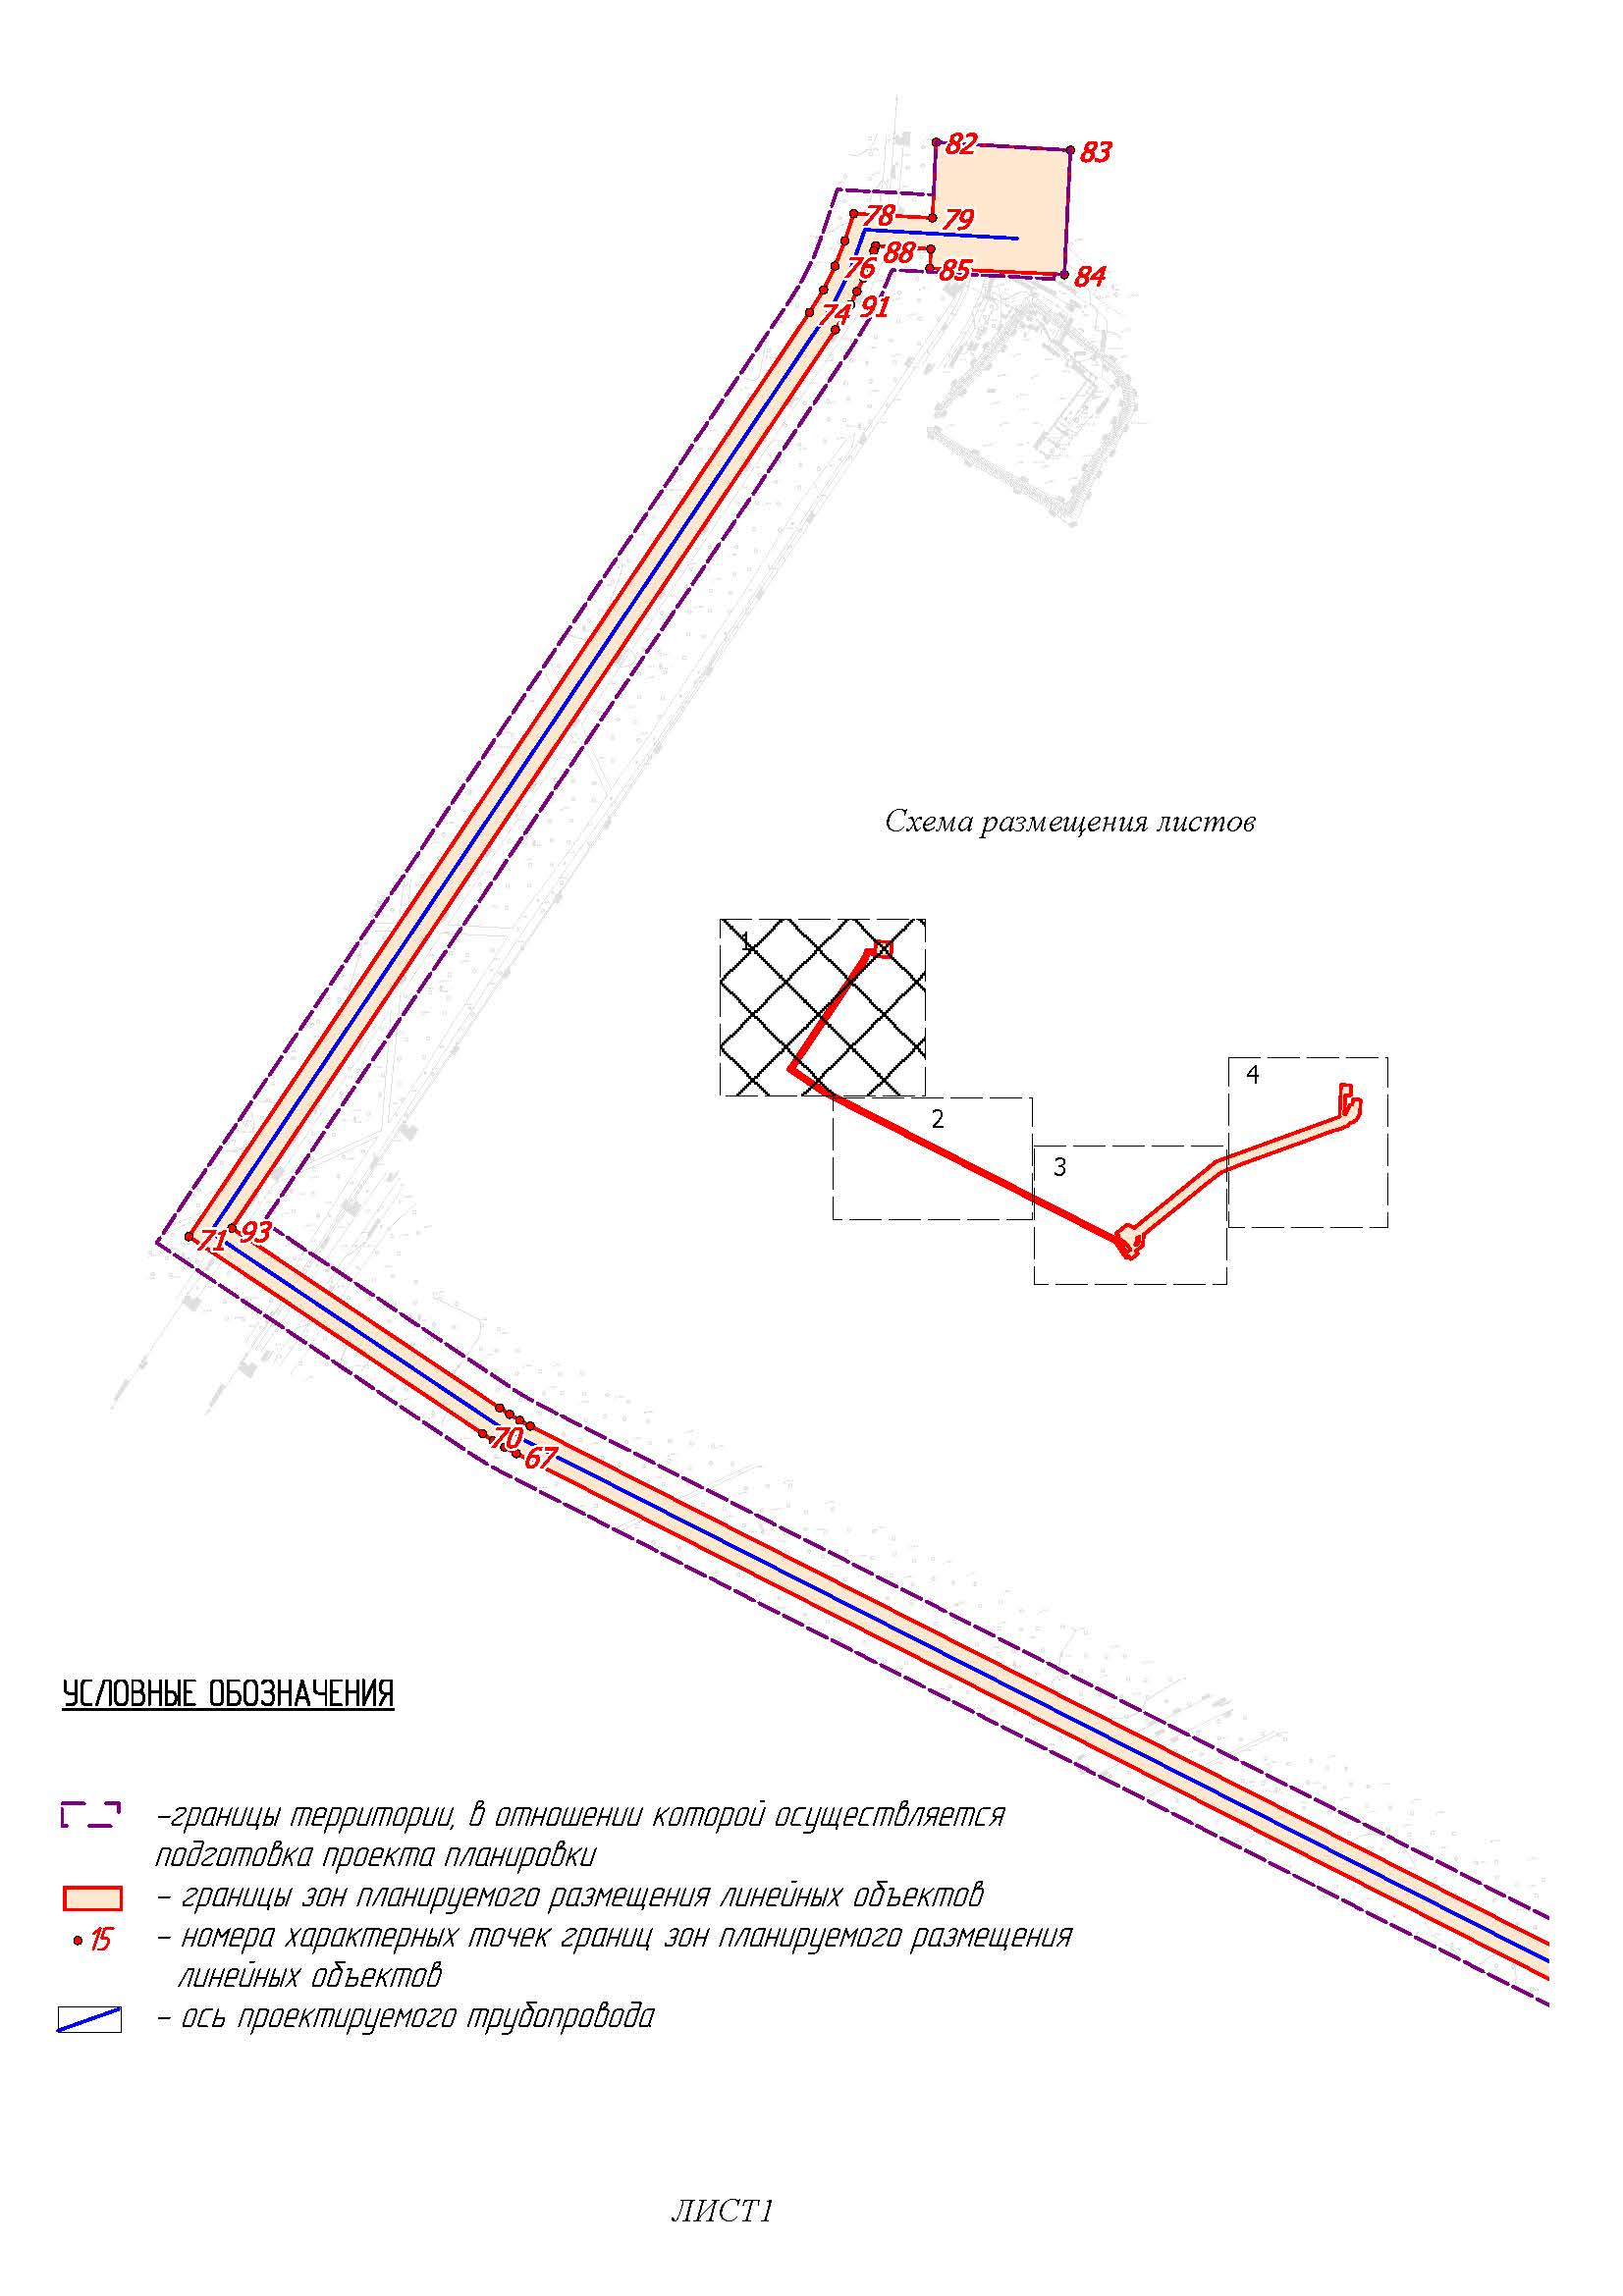 82
83
78
79
88
76
85
84
91
74
Схема размещения листов
1
4
2
3
93
71
70
67
УСЛОВНЫЕ ОБОЗНАЧЕНИЯ
-границы территории, в отношении которой осуществляется
подготовка проекта планировки
- границы зон планируемого размещения линейных объектов
15
- номера характерных точек границ зон планируемого размещения
линейных объектов
- ось проектируемого трубопровода
ЛИСТ1